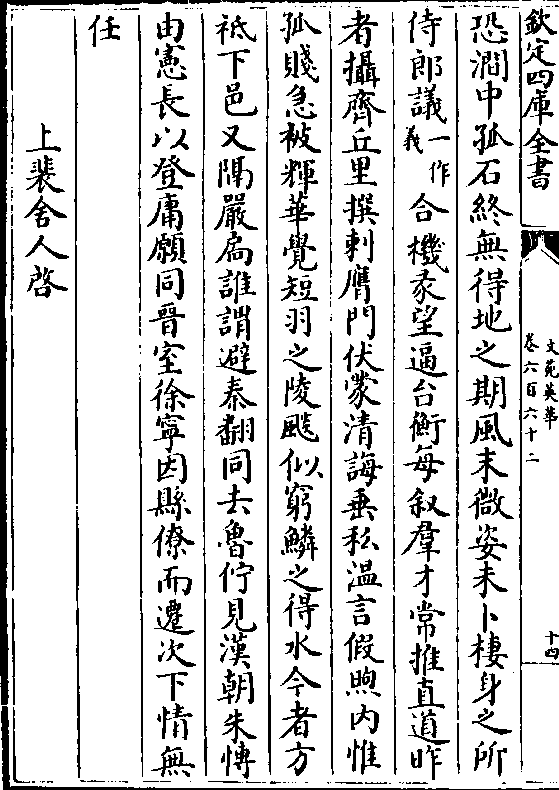 欽定四庫全書
文苑英華
卷六百六十二
十四
恐澗中孤石終無得地之期風末微姿未卜棲身之所
侍郎議一作義合機彖望逼台衡每叙羣才常推直道昨
者攝齊丘里撰刺膺門伏蒙清誨垂私溫言假煦内惟
孤賤急被輝華覺短羽之陵飈似窮鱗之得水今者方
祗下邑又隔嚴扃誰謂避秦翻同去魯佇見漢朝朱愽
由憲長以登庸願同晉室徐寧因縣僚而遷次下情無
任
上裴舍人啓